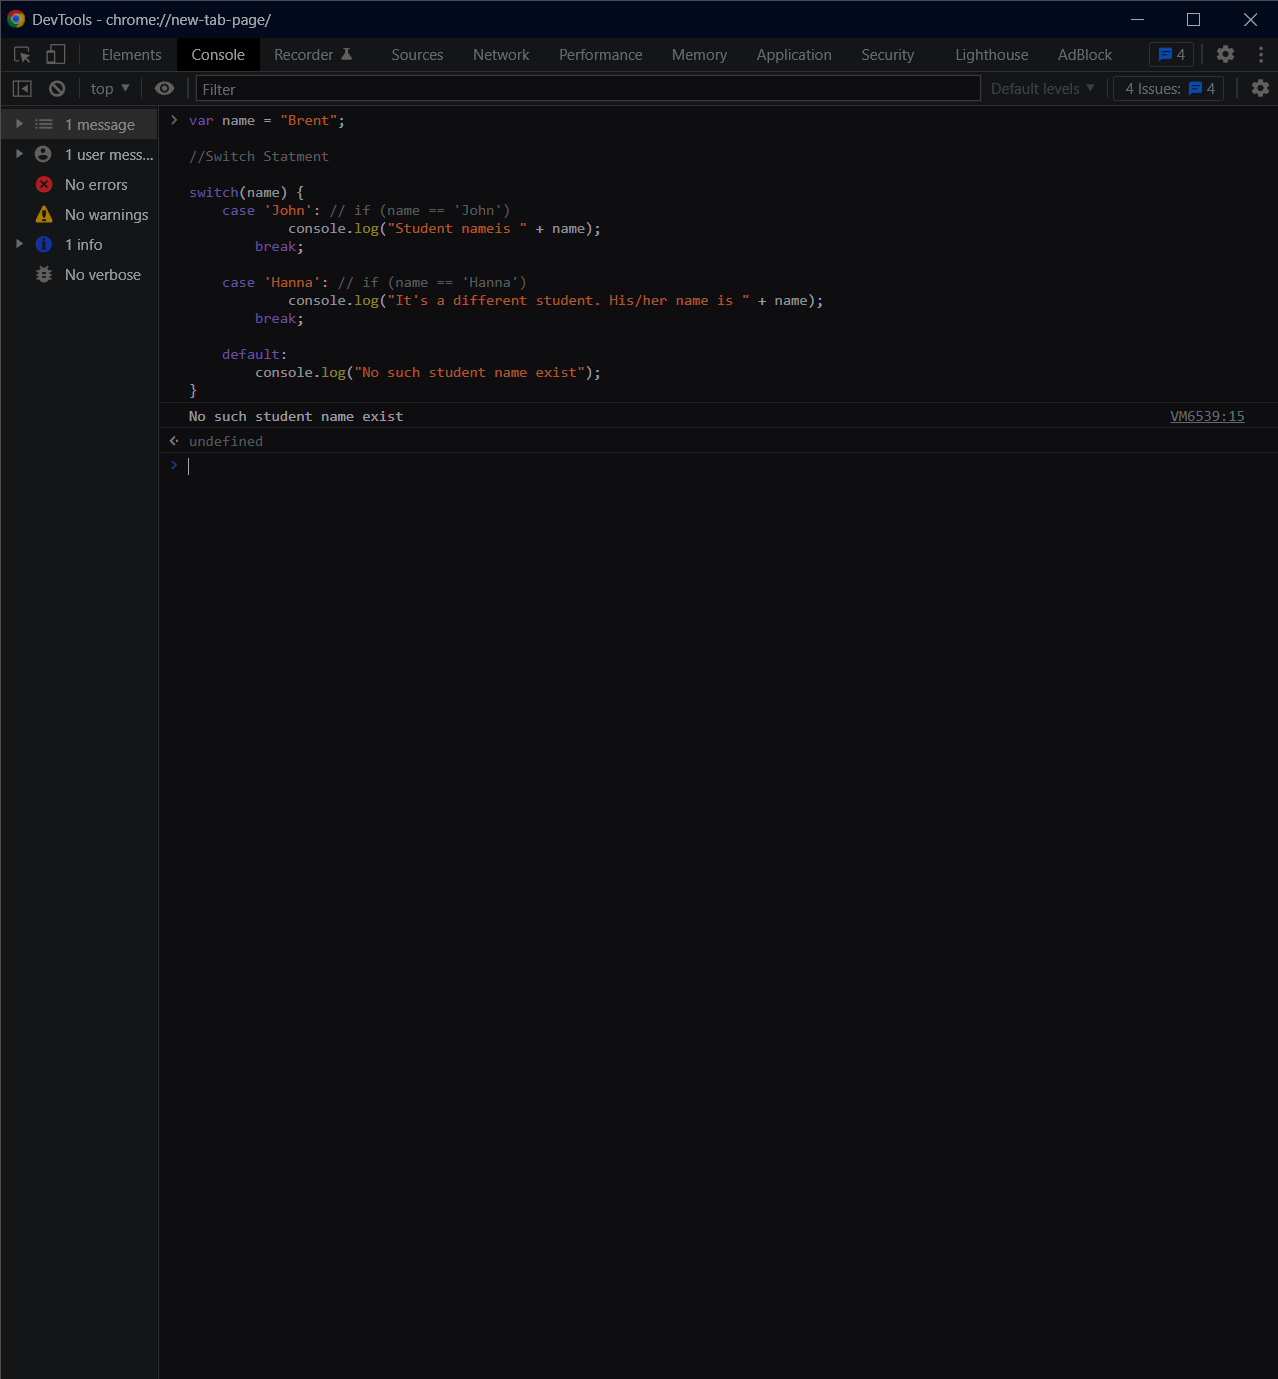 DevTools - chrome://new-tab-page/
Elements Console Recorder Sources Network Performance Memory Application Security Lighthouse AdBlock 4
top Filter Default levels 4 Issues: 4
1 message
1 user mess...
No errors
No warnings
1 info
No verbose
var name = "Brent";
//Switch Statment
switch(name) {
    case 'John': // if (name == 'John')
            console.log("Student nameis " + name);
        break;
    case 'Hanna': // if (name == 'Hanna')
            console.log("It's a different student. His/her name is " + name);
        break;
    default:
        console.log("No such student name exist");
}
No such student name exist VM6539:15
undefined